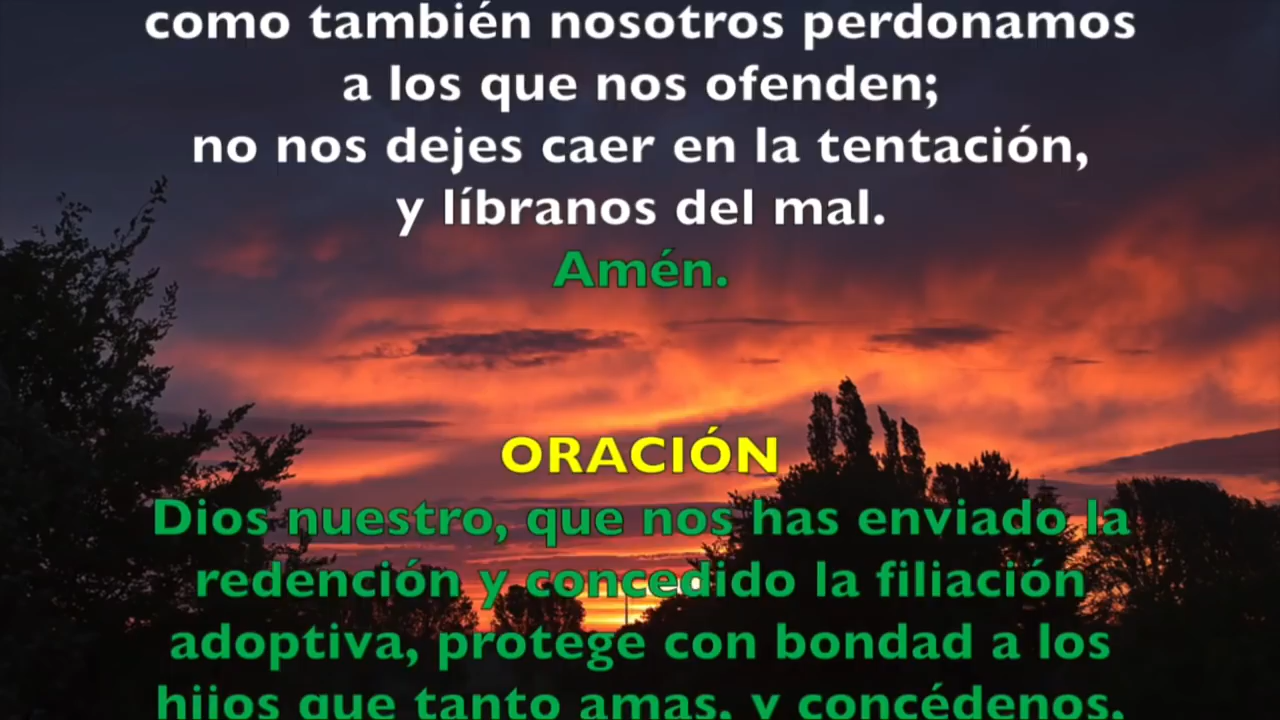 como también nosotros perdonamos
a los que nos ofenden;
no nos dejes caer en la tentación,
y líbranos del mal.
Amén.
ORACIÓN
Dios nuestro, que nos has enviado la
redención y concedido la filiación
adoptiva, protege con bondad a los
hijos que tanto amas, y concédenos,